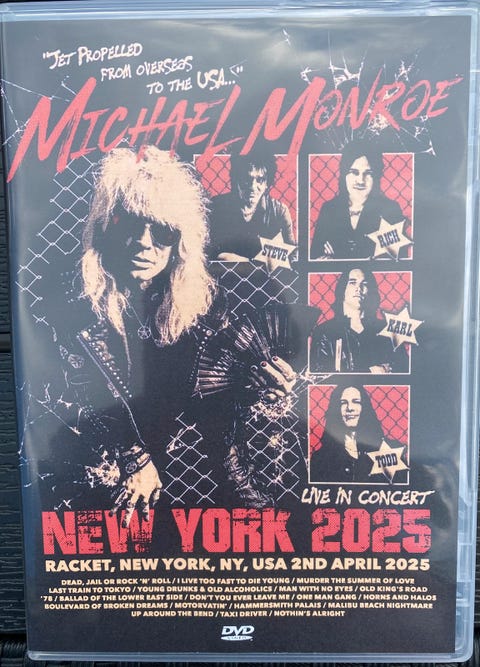 "JET PROPELLED
FROM OVERSEAS
TO THE USA..."
MICHAEL MONROE
STEVE
RICH
KARL
TODD
LIVE IN CONCERT
NEW YORK 2025
RACKET, NEW YORK, NY, USA 2ND APRIL 2025
DEAD, JAIL OR ROCK 'N' ROLL / I LIVE TOO FAST TO DIE YOUNG / MURDER THE SUMMER OF LOVE
LAST TRAIN TO TOKYO / YOUNG DRUNKS & OLD ALCOHOLICS / MAN WITH NO EYES / OLD KING'S ROAD
'78 / BALLAD OF THE LOWER EAST SIDE / DON'T YOU EVER LEAVE ME / ONE MAN GANG / HORNS AND HALOS
BOULEVARD OF BROKEN DREAMS / MOTORVATIN' / HAMMERSMITH PALAIS / MALIBU BEACH NIGHTMARE
UP AROUND THE BEND / TAXI DRIVER / NOTHIN'S ALRIGHT
DVD